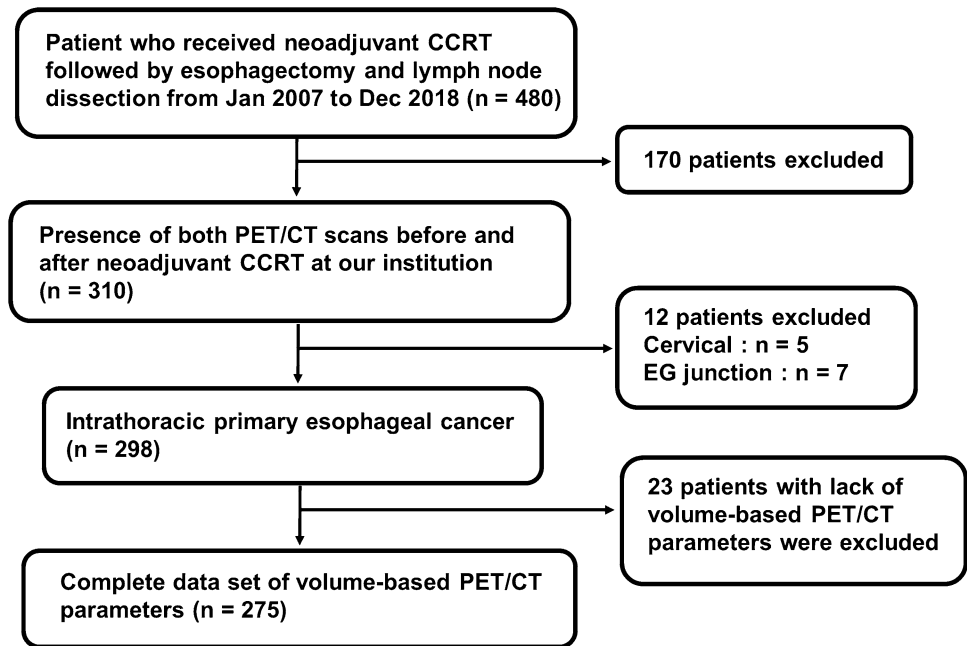 Patient who received neoadjuvant CCRT
followed by esophagectomy and lymph node
dissection from Jan 2007 to Dec 2018 (n = 480)
170 patients excluded
Presence of both PET/CT scans before and
after neoadjuvant CCRT at our institution
(n = 310)
12 patients excluded
Cervical : n = 5
EG junction : n = 7
Intrathoracic primary esophageal cancer
(n = 298)
23 patients with lack of
volume-based PET/CT
parameters were excluded
Complete data set of volume-based PET/CT
parameters (n = 275)